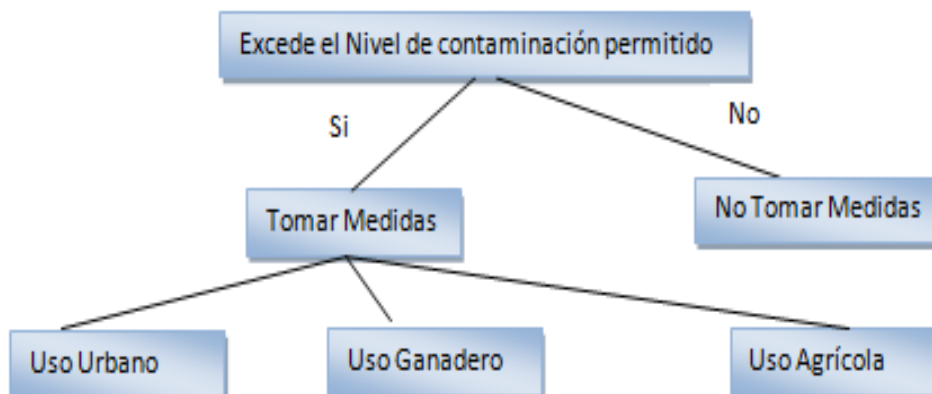 Excede el Nivel de contaminación permitido
Si
No
Tomar Medidas
No Tomar Medidas
Uso Urbano
Uso Ganadero
Uso Agrícola